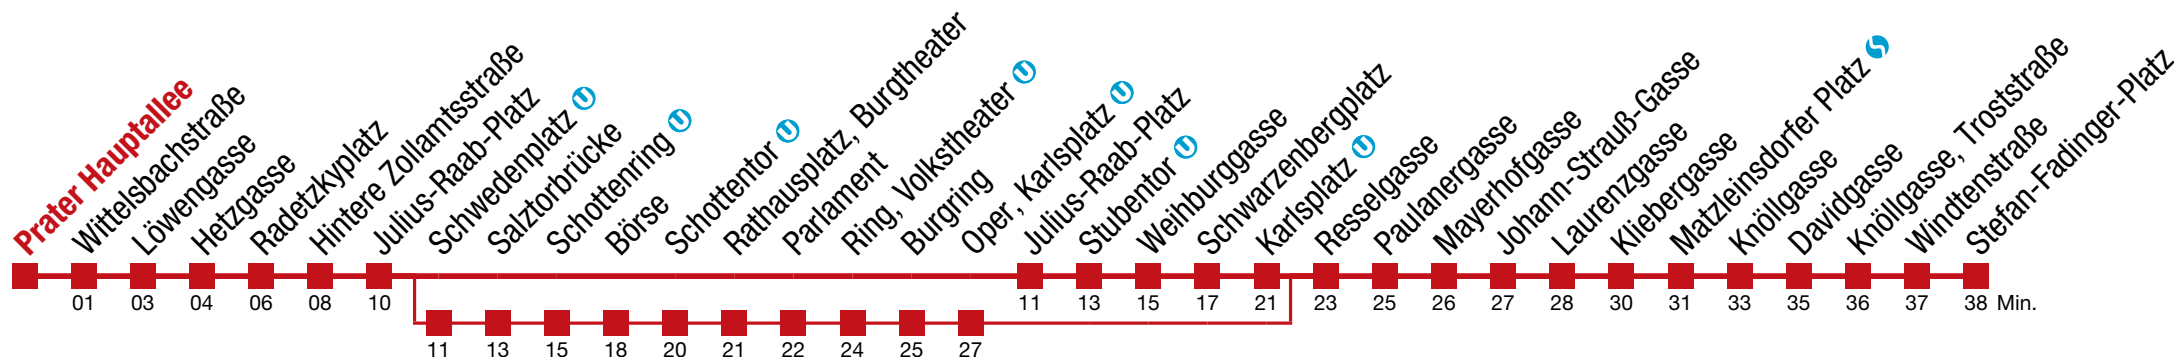 Prater Hauptallee
Wittelsbachstraße
Löwengasse
Hetzgasse
Radetzkyplatz
Hintere Zollamtsstraße
Julius-Raab-Platz
Schwedenplatz U
Salztorbrücke
Schottenring U
Börse
Schottentor U
Rathausplatz, Burgtheater
Parlament
Ring, Volkstheater U
Burgring
Oper, Karlsplatz U
Julius-Raab-Platz
Stubentor U
Weihburggasse
Schwarzenbergplatz
Karlsplatz U
Resselgasse
Paulanergasse
Mayerhofgasse
Johann-Strauß-Gasse
Laurenzgasse
Kliebergasse
Matzleinsdorfer Platz S
Knöllgasse
Davidgasse
Knöllgasse, Troststraße
Windtenstraße
Stefan-Fadinger-Platz
01 03 04 06 08 10 11 13 15 17 21 23 25 26 27 28 30 31 33 35 36 37 38 Min.
11 13 15 18 20 21 22 24 25 27